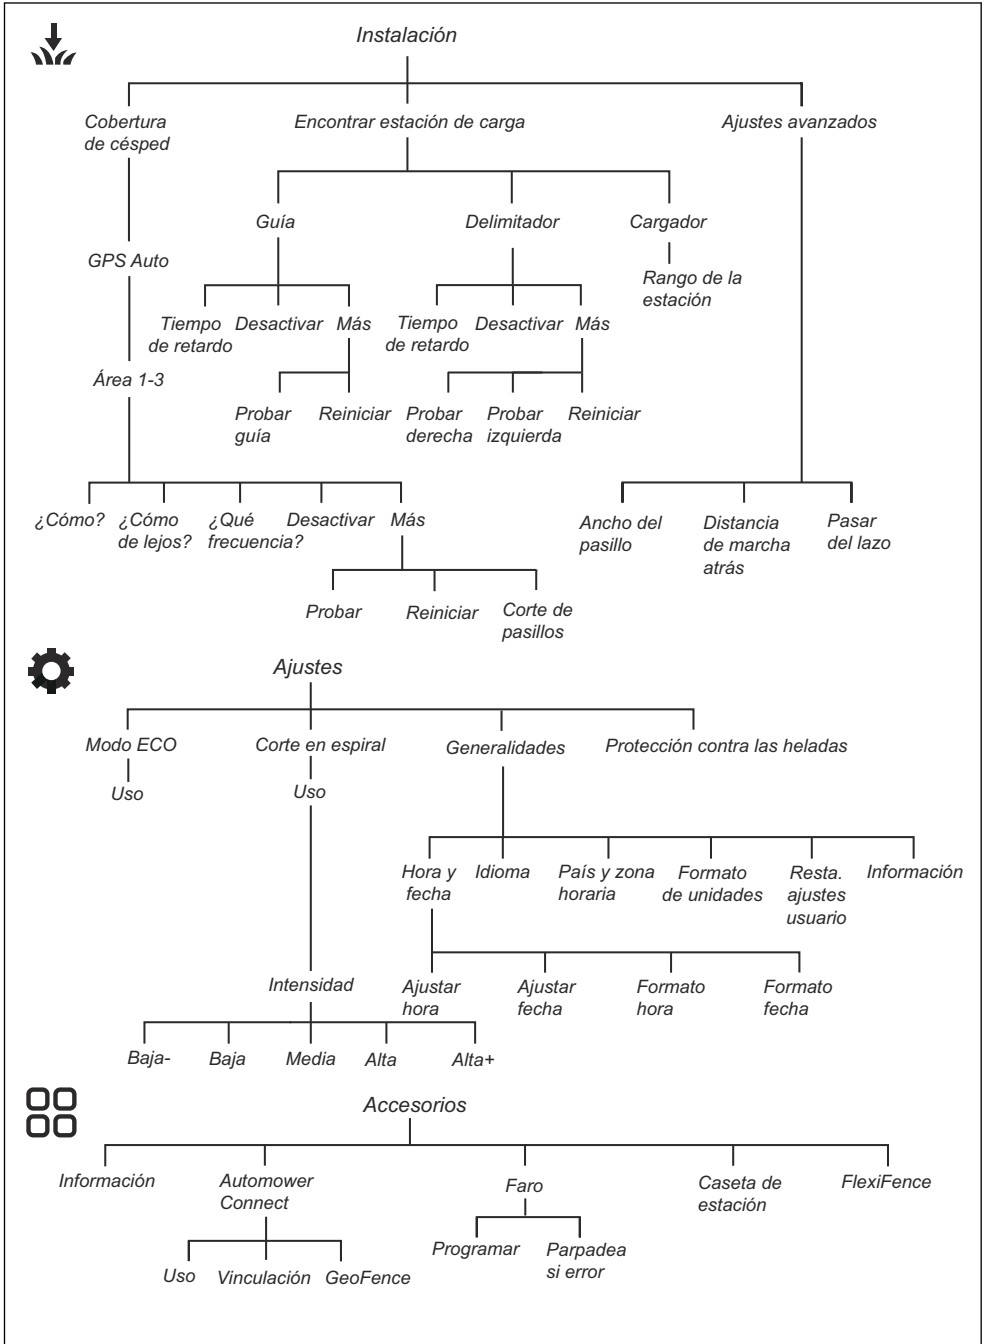 Instalación
Cobertura
de césped
Encontrar estación de carga
Ajustes avanzados
Guía
Delimitador
Cargador
GPS Auto
Rango de la
estación
Tiempo
de retardo
Desactivar
Más
Tiempo
de retardo
Desactivar
Más
Área 1-3
Probar
guía
Reiniciar
Probar
derecha
Probar
izquierda
Reiniciar
¿Cómo?
¿Cómo
de lejos?
¿Qué
frecuencia?
Desactivar
Más
Ancho del
pasillo
Distancia
de marcha
atrás
Pasar
del lazo
Probar
Reiniciar
Corte de
pasillos
Ajustes
Modo ECO
Corte en espiral
Generalidades
Protección contra las heladas
Uso
Uso
Hora y
fecha
Idioma
País y zona
horaria
Formato
de unidades
Resta.
ajustes
usuario
Información
Intensidad
Ajustar
hora
Ajustar
fecha
Formato
hora
Formato
fecha
Baja-
Baja
Media
Alta
Alta+
Accesorios
Información
Automower
Connect
Faro
Caseta de
estación
FlexiFence
Programar
Parpadea
si error
Uso
Vinculación
GeoFence